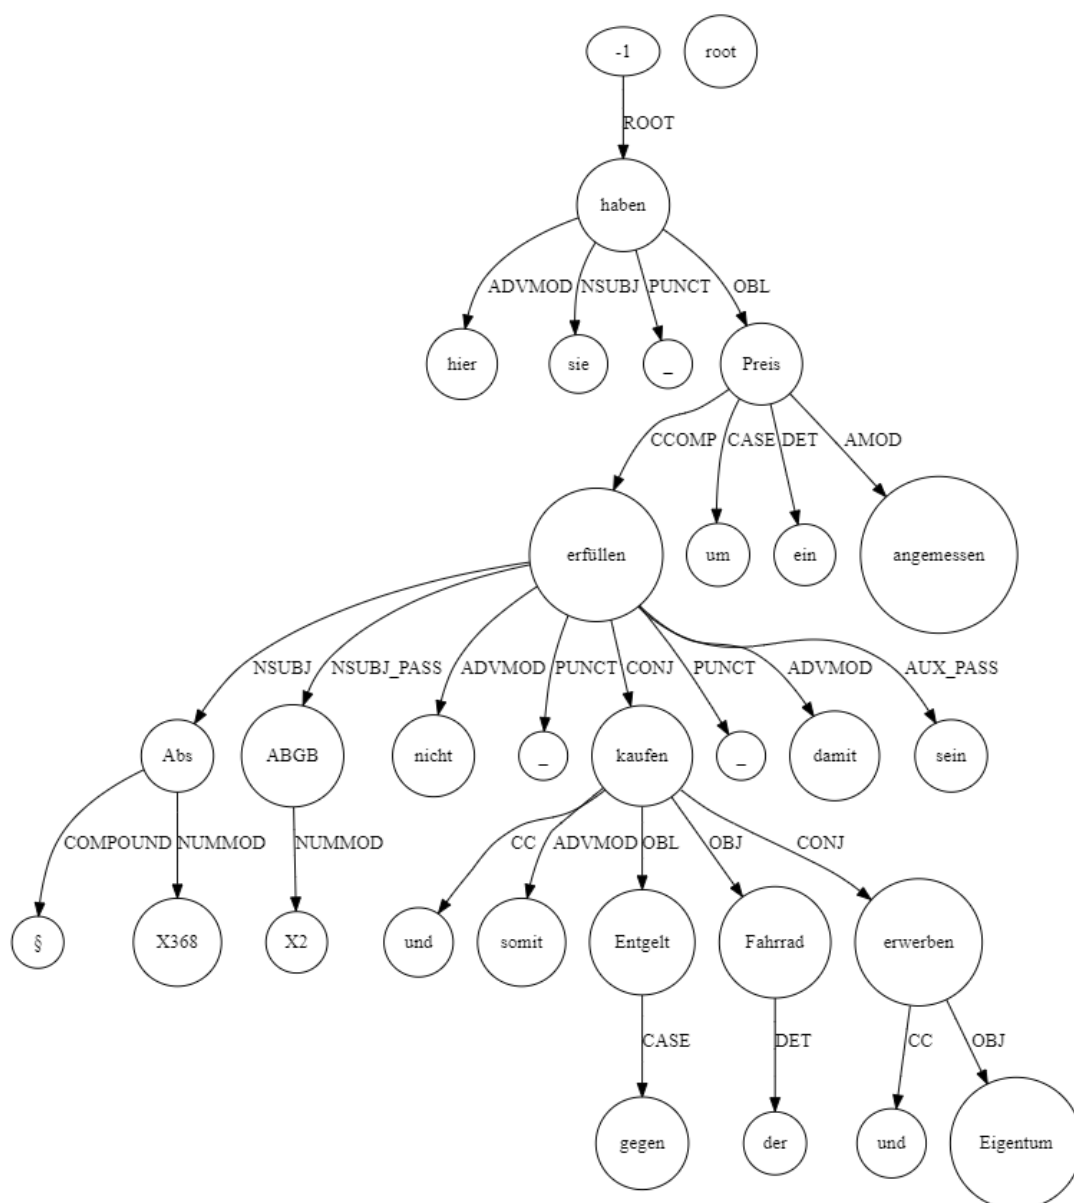 -1 root
ROOT
haben
ADVMOD NSUBJ PUNCT OBL
hier sie _ Preis
CCOMP CASE DET AMOD
erfüllen um ein angemessen
NSUBJ NSUBJ_PASS ADVMOD PUNCT CONJ PUNCT ADVMOD AUX_PASS
Abs ABGB nicht _ kaufen _ damit sein
COMPOUND NUMMOD NUMMOD CC ADVMOD OBL OBJ CONJ
§ X368 X2 und somit Entgelt Fahrrad erwerben
CASE DET CC OBJ
gegen der und Eigentum